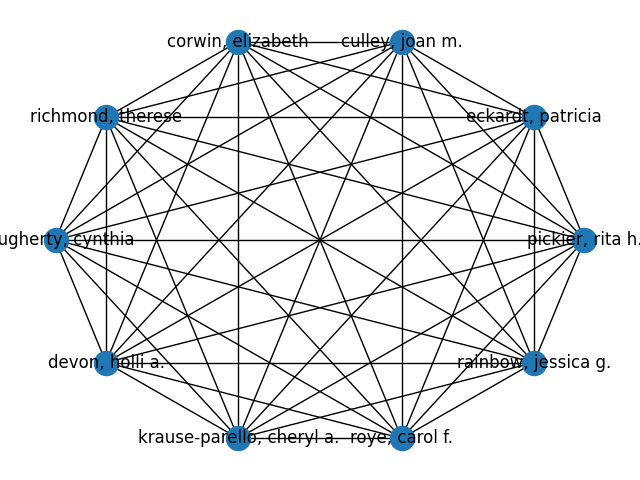 corwin, elizabeth
culley, joan m.
richmond, therese
eckardt, patricia
ugherty, cynthia
pickler, rita h.
devon, holli a.
rainbow, jessica g.
krause-parello, cheryl a.
roye, carol f.